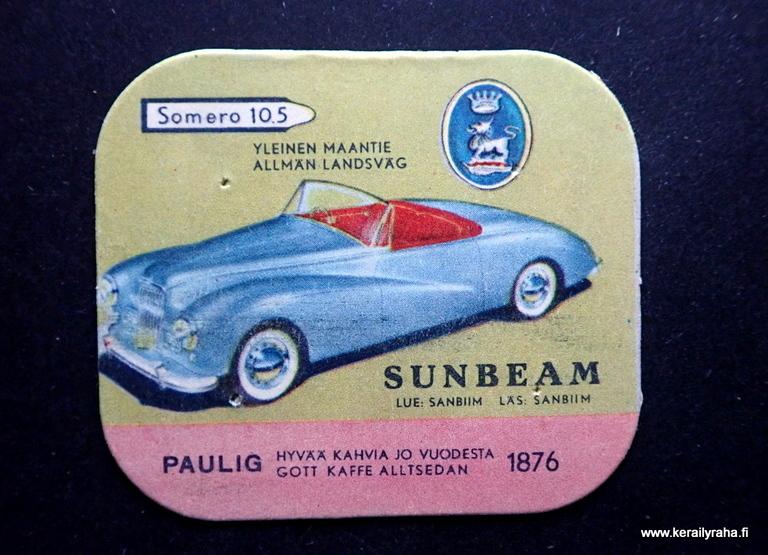 Somero 10.5
YLEINEN MAANTIE
ALLMÄN LANDSVÄG
SUNBEAM
LUE: SANBIIM LÄS: SANBIIM
PAULIG HYVÄÄ KAHVIA JO VUODESTA 1876
GOTT KAFFE ALLTSEDAN
www.kerailyraha.fi